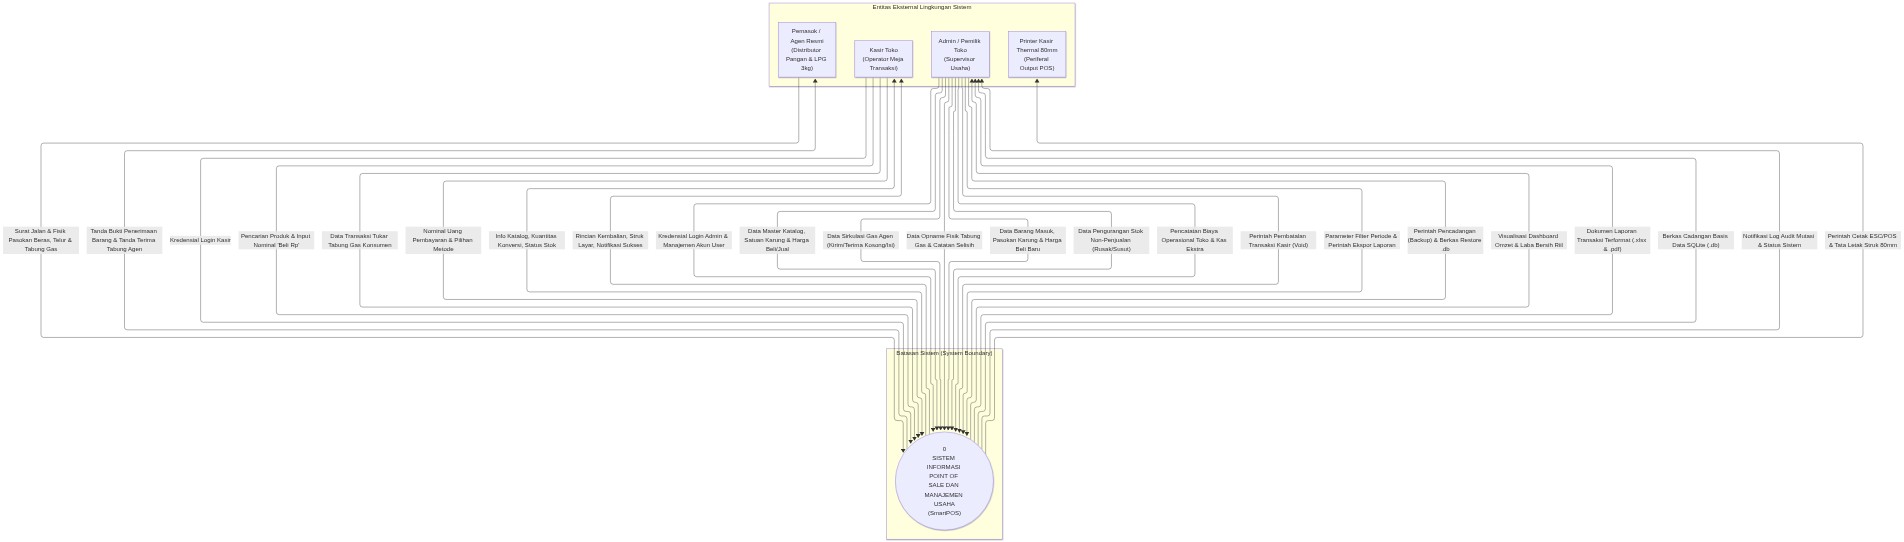 Entitas Eksternal Lingkungan Sistem
Pemasok /
Agen Resmi
(Distributor
Pangan & LPG
3kg)
Kasir Toko
(Operator Meja
Transaksi)
Admin / Pemilik
Toko
(Supervisor
Usaha)
Printer Kasir
Thermal 80mm
(Periferal
Output POS)
Surat Jalan & Fisik
Pasokan Beras, Telur &
Tabung Gas
Tanda Bukti Penerimaan
Barang & Tanda Terima
Tabung Agen
Kredensial Login Kasir
Pencarian Produk & Input
Nominal 'Beli Rp'
Data Transaksi Tukar
Tabung Gas Konsumen
Nominal Uang
Pembayaran & Pilihan
Metode
Info Katalog, Kuantitas
Konversi, Status Stok
Rincian Kembalian, Struk
Layar, Notifikasi Sukses
Kredensial Login Admin &
Manajemen Akun User
Data Master Katalog,
Satuan Karung & Harga
Beli/Jual
Data Sirkulasi Gas Agen
(Kirim/Terima Kosong/Isi)
Data Opname Fisik Tabung
Gas & Catatan Selisih
Data Barang Masuk,
Pasokan Karung & Harga
Beli Baru
Data Pengurangan Stok
Non-Penjualan
(Rusak/Susut)
Pencatatan Biaya
Operasional Toko & Kas
Ekstra
Perintah Pembatalan
Transaksi Kasir (Void)
Parameter Filter Periode &
Perintah Ekspor Laporan
Perintah Pencadangan
(Backup) & Berkas Restore
.db
Visualisasi Dashboard
Omzet & Laba Bersih Riil
Dokumen Laporan
Transaksi Terformat (.xlsx
& .pdf)
Berkas Cadangan Basis
Data SQLite (.db)
Notifikasi Log Audit Mutasi
& Status Sistem
Perintah Cetak ESC/POS
& Tata Letak Struk 80mm
Batasan Sistem (System Boundary)
0
SISTEM
INFORMASI
POINT OF
SALE DAN
MANAJEMEN
USAHA
(SmartPOS)